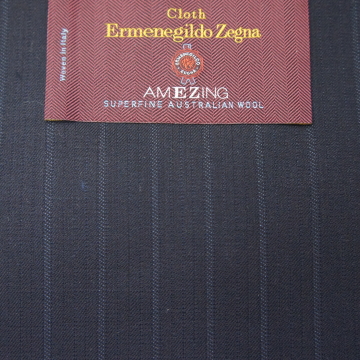 Cloth
Ermenegildo Zegna
AMEZING
SUPERFINE AUSTRALIAN WOOL
Woven in Italy